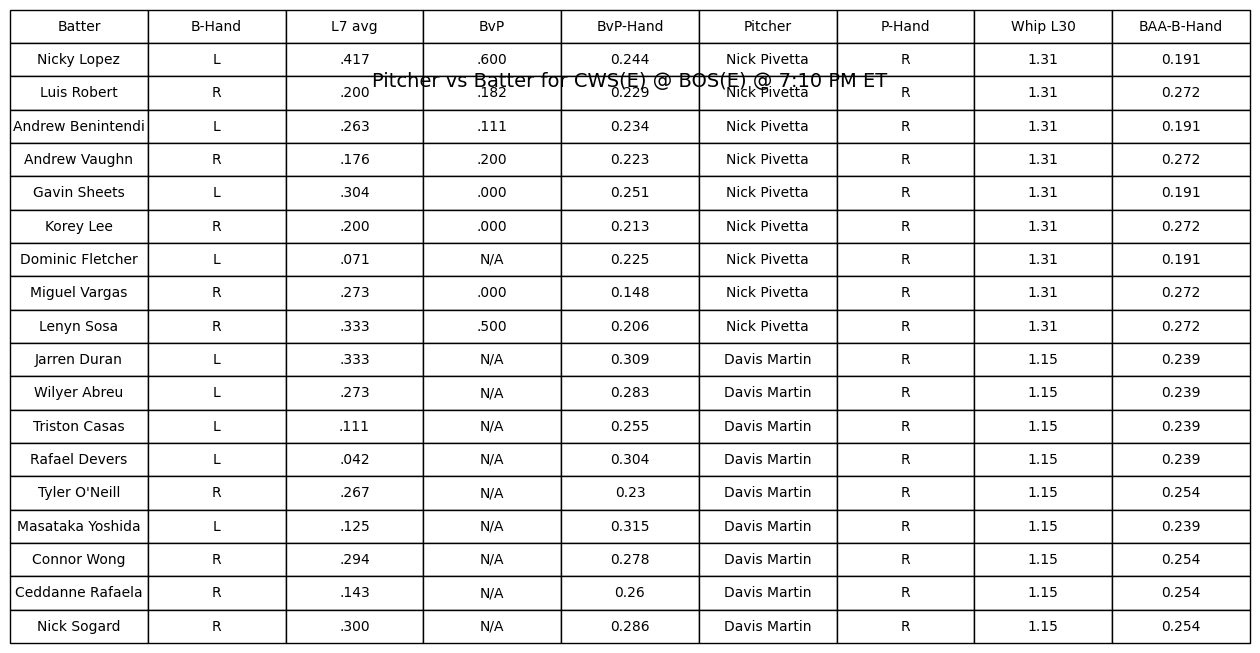 Batter B-Hand L7 avg BvP BvP-Hand Pitcher P-Hand Whip L30 BAA-B-Hand
Nicky Lopez L .417 .600 0.244 Nick Pivetta R 1.31 0.191
Pitcher vs Batter for CWS(E) @ BOS(E) @ 7:10 PM ET
Luis Robert R .200 .182 0.229 Nick Pivetta R 1.31 0.272
Andrew Benintendi L .263 .111 0.234 Nick Pivetta R 1.31 0.191
Andrew Vaughn R .176 .200 0.223 Nick Pivetta R 1.31 0.272
Gavin Sheets L .304 .000 0.251 Nick Pivetta R 1.31 0.191
Korey Lee R .200 .000 0.213 Nick Pivetta R 1.31 0.272
Dominic Fletcher L .071 N/A 0.225 Nick Pivetta R 1.31 0.191
Miguel Vargas R .273 .000 0.148 Nick Pivetta R 1.31 0.272
Lenyn Sosa R .333 .500 0.206 Nick Pivetta R 1.31 0.272
Jarren Duran L .333 N/A 0.309 Davis Martin R 1.15 0.239
Wilyer Abreu L .273 N/A 0.283 Davis Martin R 1.15 0.239
Triston Casas L .111 N/A 0.255 Davis Martin R 1.15 0.239
Rafael Devers L .042 N/A 0.304 Davis Martin R 1.15 0.239
Tyler O'Neill R .267 N/A 0.23 Davis Martin R 1.15 0.254
Masataka Yoshida L .125 N/A 0.315 Davis Martin R 1.15 0.239
Connor Wong R .294 N/A 0.278 Davis Martin R 1.15 0.254
Ceddanne Rafaela R .143 N/A 0.26 Davis Martin R 1.15 0.254
Nick Sogard R .300 N/A 0.286 Davis Martin R 1.15 0.254